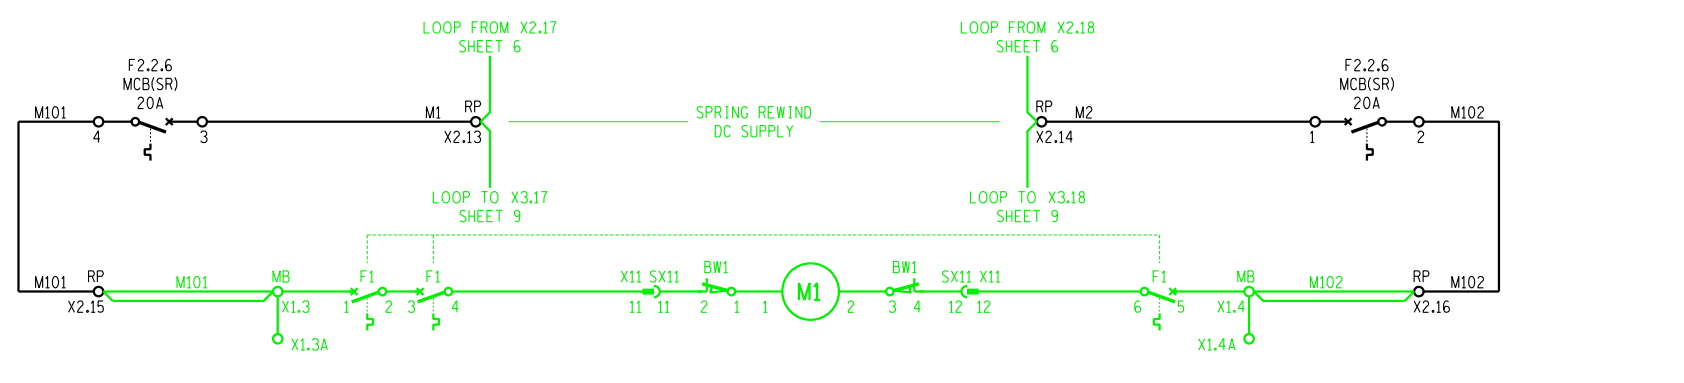 LOOP FROM X2.17
SHEET 6
LOOP FROM X2.18
SHEET 6
F2.2.6
MCB(SR)
20A
F2.2.6
MCB(SR)
20A
M101
4
3
M1
RP
X2.13
SPRING REWIND
DC SUPPLY
RP
X2.14
M2
1
2
M102
LOOP TO X3.17
SHEET 9
LOOP TO X3.18
SHEET 9
M101
RP
X2.15
M101
MB
X1.3
X1.3A
F1
1
2
F1
3
4
X11 SX11
11 11
BW1
2 1
1
M1
2
BW1
3 4
SX11 X11
12 12
F1
6
5
MB
X1.4
X1.4A
M102
RP
X2.16
M102